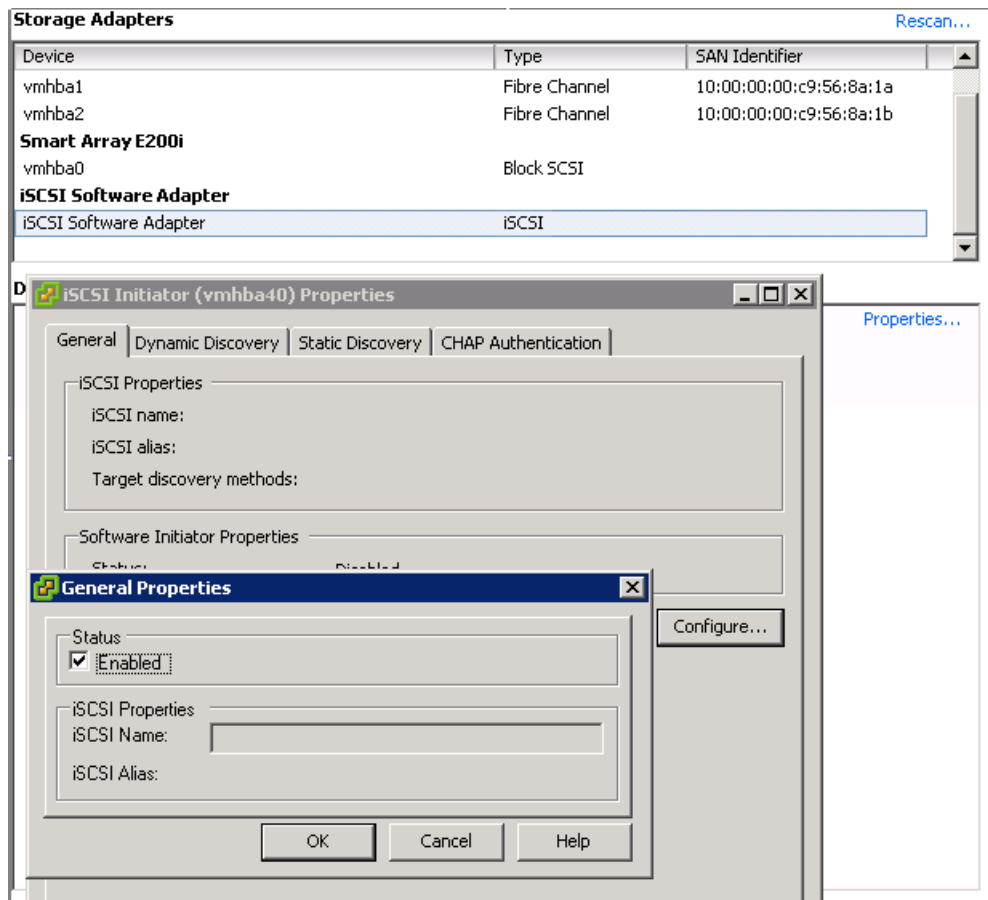 Storage Adapters Rescan...
Device Type SAN Identifier
vmhba1 Fibre Channel 10:00:00:00:c9:56:8a:1a
vmhba2 Fibre Channel 10:00:00:00:c9:56:8a:1b
Smart Array E200i
vmhba0 Block SCSI
iSCSI Software Adapter
iSCSI Software Adapter iSCSI
D
iSCSI Initiator (vmhba40) Properties
Properties...
General Dynamic Discovery Static Discovery CHAP Authentication
iSCSI Properties
iSCSI name:
iSCSI alias:
Target discovery methods:
Software Initiator Properties
Status: Disabled
General Properties
Configure...
Status
Enabled
iSCSI Properties
iSCSI Name:
iSCSI Alias:
OK Cancel Help